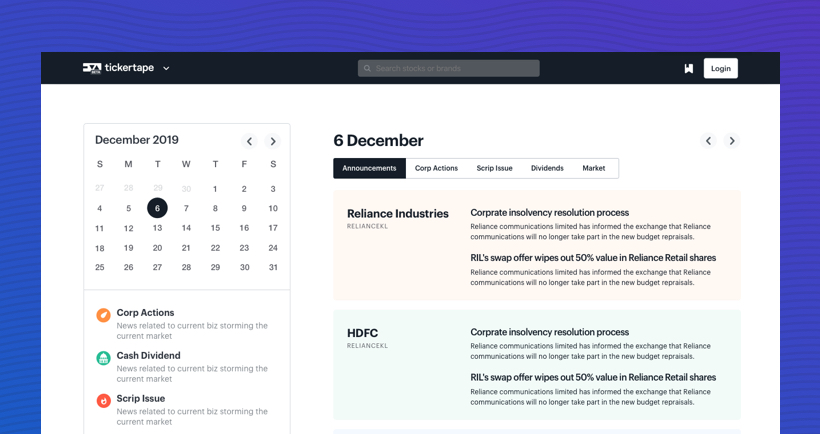 BETA
tickertape
Search stocks or brands
Login
December 2019
S M T W T F S
27 28 29 30 1 2 3
4 5 6 7 8 9 10
11 12 13 14 15 16 17
18 19 20 21 22 23 24
25 26 27 28 29 30 31
Corp Actions
News related to current biz storming the
current market
Cash Dividend
News related to current biz storming the
current market
Scrip Issue
News related to current biz storming the
current market
6 December
Announcements Corp Actions Scrip Issue Dividends Market
Reliance Industries
RELIANCEKL
Corprate insolvency resolution process
Reliance communications limited has informed the exchange that Reliance
communications will no longer take part in the new budget repraisals.
RIL's swap offer wipes out 50% value in Reliance Retail shares
Reliance communications limited has informed the exchange that Reliance
communications will no longer take part in the new budget repraisals.
HDFC
RELIANCEKL
Corprate insolvency resolution process
Reliance communications limited has informed the exchange that Reliance
communications will no longer take part in the new budget repraisals.
RIL's swap offer wipes out 50% value in Reliance Retail shares
Reliance communications limited has informed the exchange that Reliance
communications will no longer take part in the new budget repraisals.